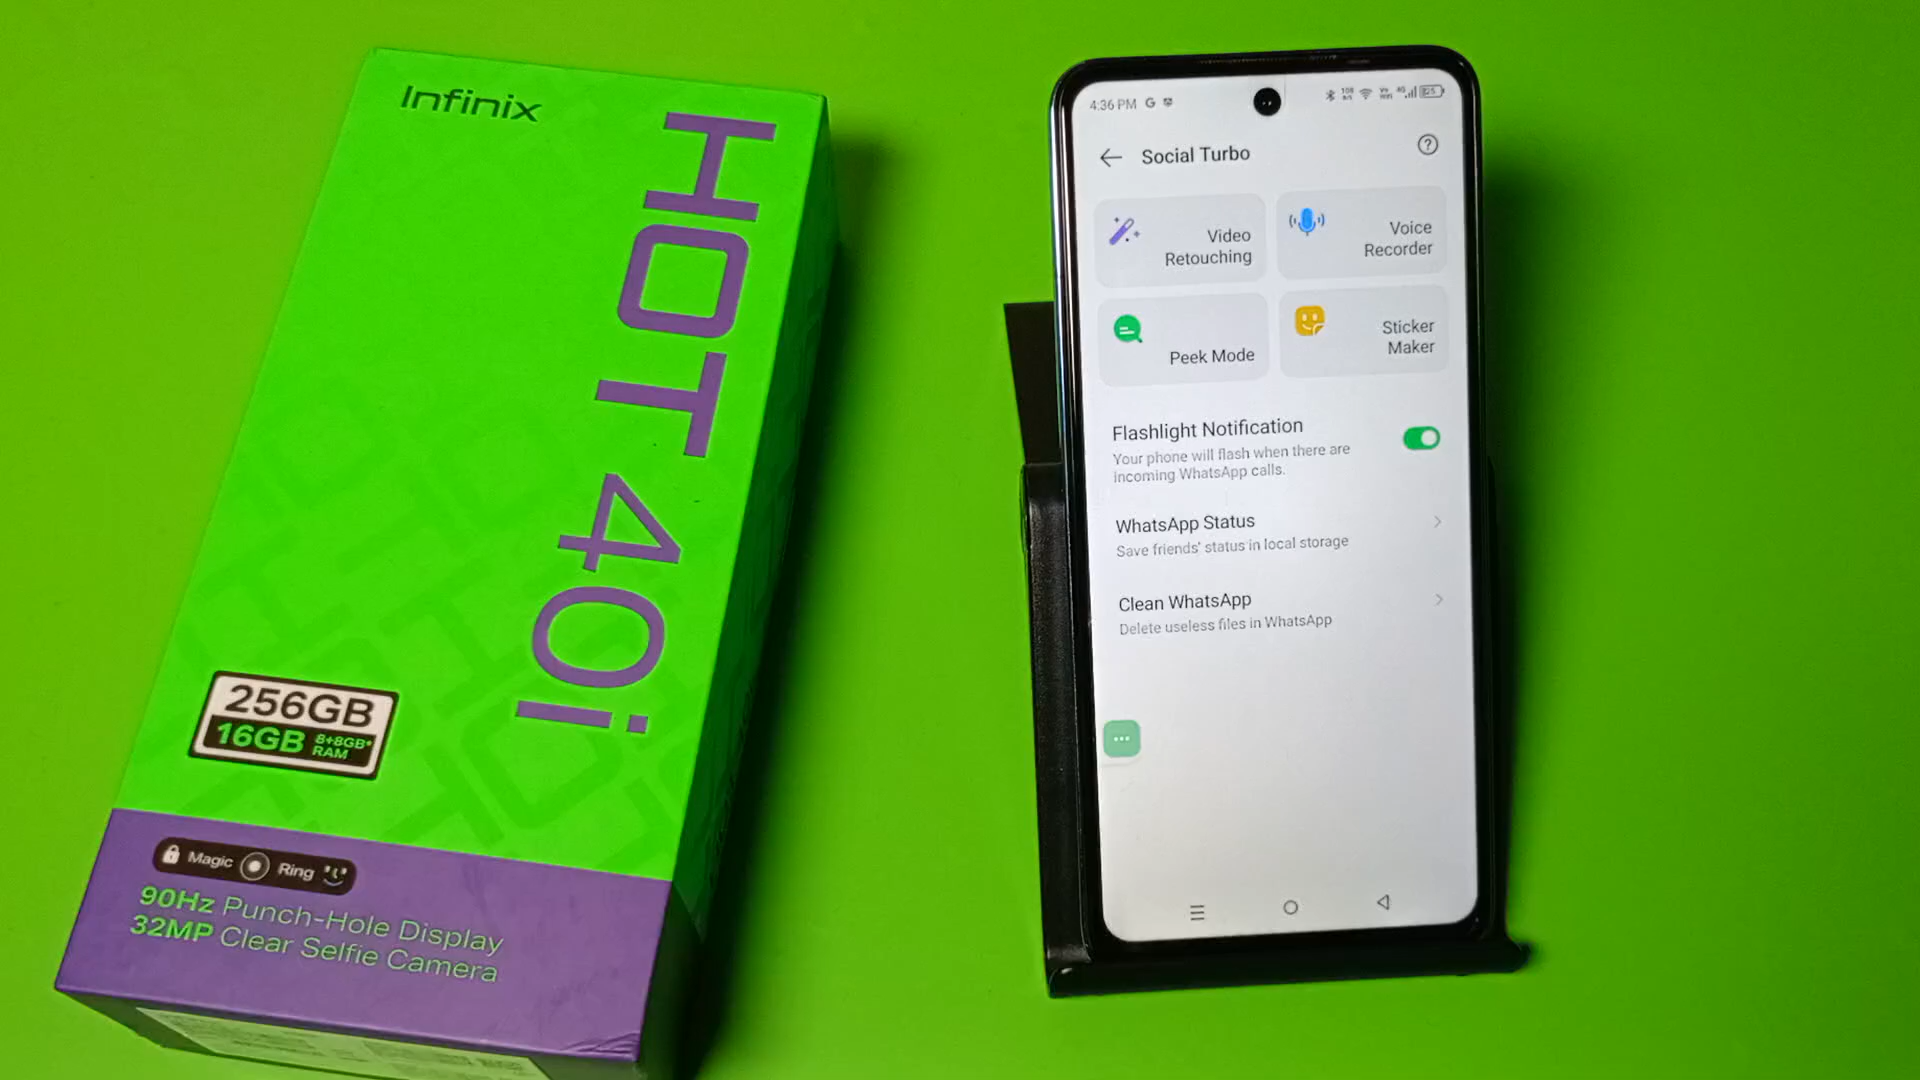 Infinix
HOT 40i
256GB
16GB 8+8GB*
RAM
Magic Ring
90Hz Punch-Hole Display
32MP Clear Selfie Camera
4:36 PM G
Social Turbo
Video
Retouching
Voice
Recorder
Peek Mode
Sticker
Maker
Flashlight Notification
Your phone will flash when there are
incoming WhatsApp calls.
WhatsApp Status
Save friends' status in local storage
Clean WhatsApp
Delete useless files in WhatsApp